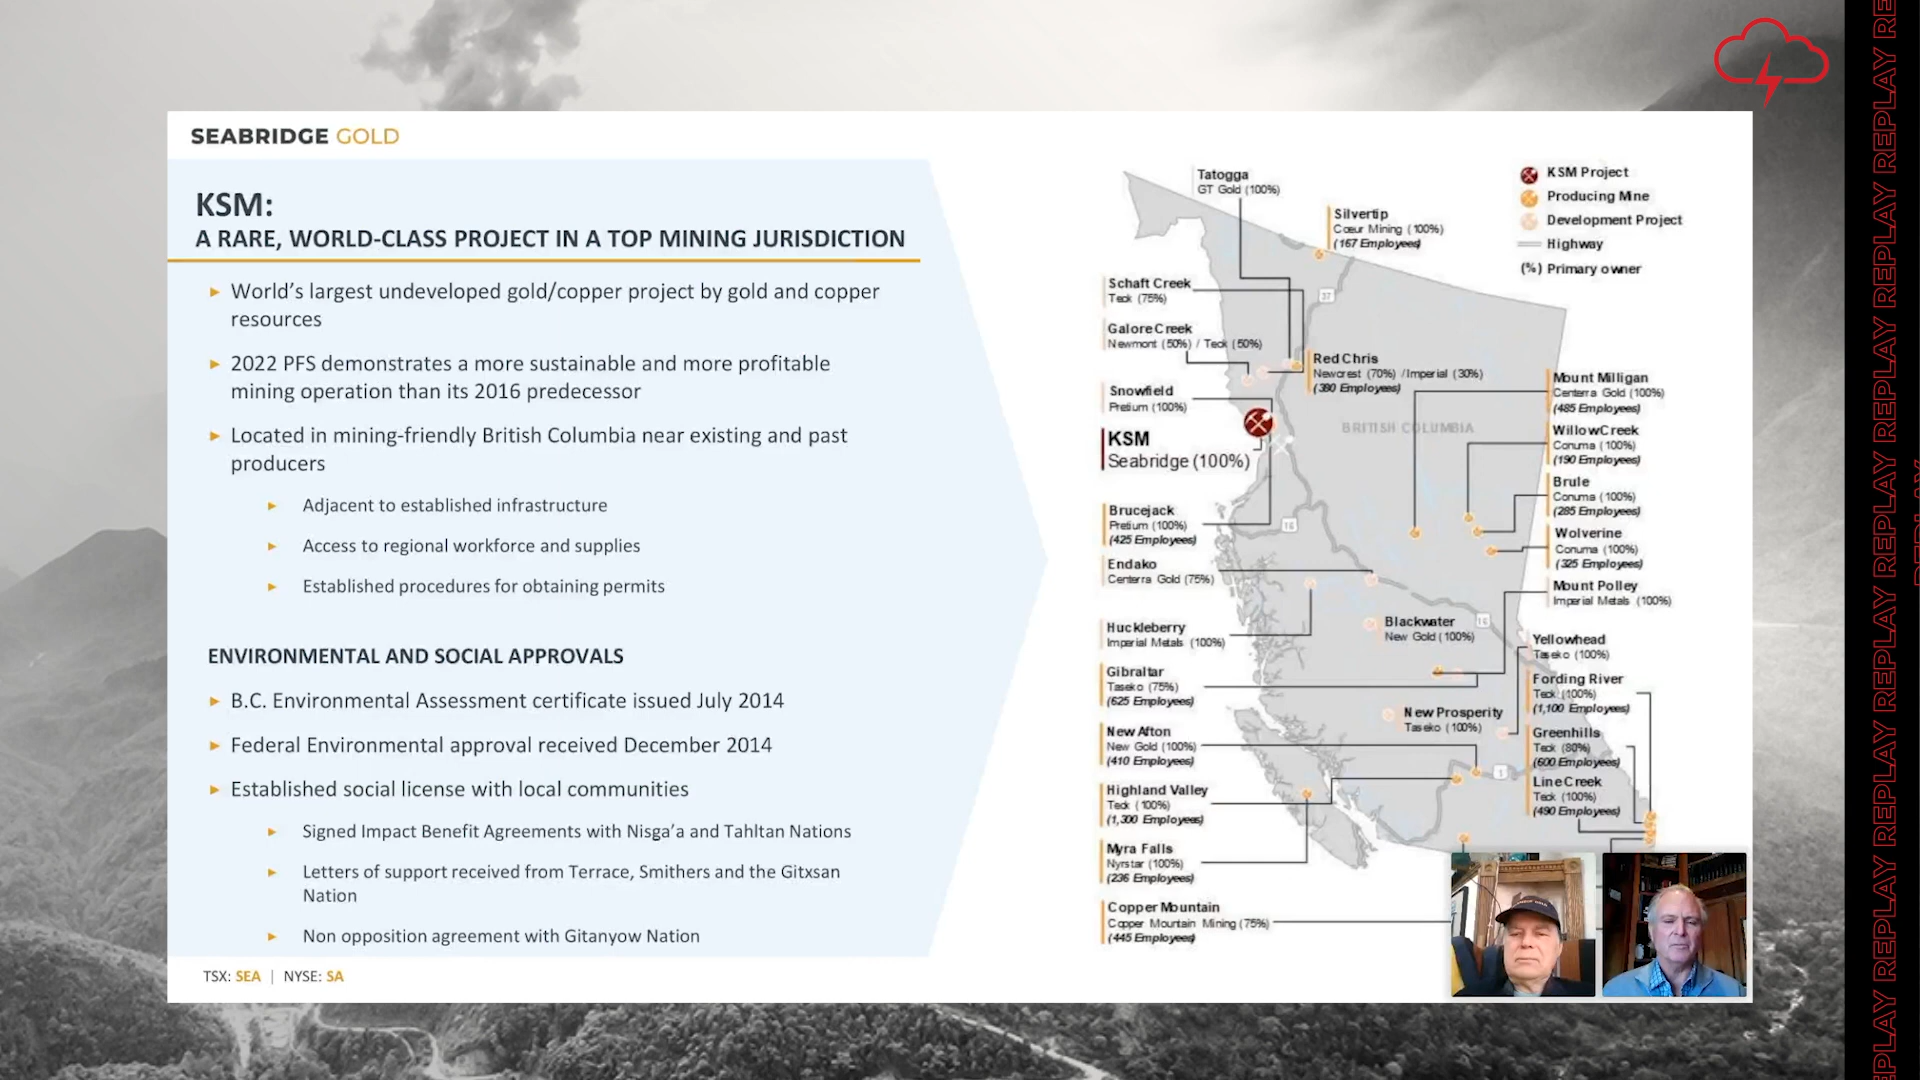 SEABRIDGE GOLD
KSM:
A RARE, WORLD-CLASS PROJECT IN A TOP MINING JURISDICTION
World's largest undeveloped gold/copper project by gold and copper
resources
2022 PFS demonstrates a more sustainable and more profitable
mining operation than its 2016 predecessor
Located in mining-friendly British Columbia near existing and past
producers
Adjacent to established infrastructure
Access to regional workforce and supplies
Established procedures for obtaining permits
ENVIRONMENTAL AND SOCIAL APPROVALS
B.C. Environmental Assessment certificate issued July 2014
Federal Environmental approval received December 2014
Established social license with local communities
Signed Impact Benefit Agreements with Nisga'a and Tahltan Nations
Letters of support received from Terrace, Smithers and the Gitxsan
Nation
Non opposition agreement with Gitanyow Nation
TSX: SEA | NYSE: SA
Tatogga
GT Gold (100%)
Silvertip
Cœur Mining (100%)
(167 Employees)
KSM Project
Producing Mine
Development Project
Highway
(%) Primary owner
Schaft Creek
Teck (75%)
37
Galore Creek
Newmont (50%) / Teck (50%)
Red Chris
Newcrest (70%) /Imperial (30%)
(380 Employees)
Snowfield
Pretium (100%)
KSM
Seabridge (100%)
BRITISH COLUMBIA
Mount Milligan
Centerra Gold (100%)
(485 Employees)
Willow Creek
Conuma (100%)
(190 Employees)
Brule
Conuma (100%)
(285 Employees)
Wolverine
Conuma (100%)
(325 Employees)
Mount Polley
Imperial Metals (100%)
Brucejack
Pretium (100%)
(425 Employees)
16
Endako
Centerra Gold (75%)
Huckleberry
Imperial Metals (100%)
Blackwater
New Gold (100%)
16
Yellowhead
Taseko (100%)
Gibraltar
Taseko (75%)
(625 Employees)
Fording River
Teck (100%)
(1,100 Employees)
New Prosperity
Taseko (100%)
New Afton
New Gold (100%)
(410 Employees)
Greenhills
Teck (80%)
(600 Employees)
1
Line Creek
Teck (100%)
(490 Employees)
Highland Valley
Teck (100%)
(1,300 Employees)
Myra Falls
Nyrstar (100%)
(236 Employees)
Copper Mountain
Copper Mountain Mining (75%)
(445 Employees)
REPLAY REPLAY REPLAY REPLAY REPLAY REPLAY REPLAY REPLAY